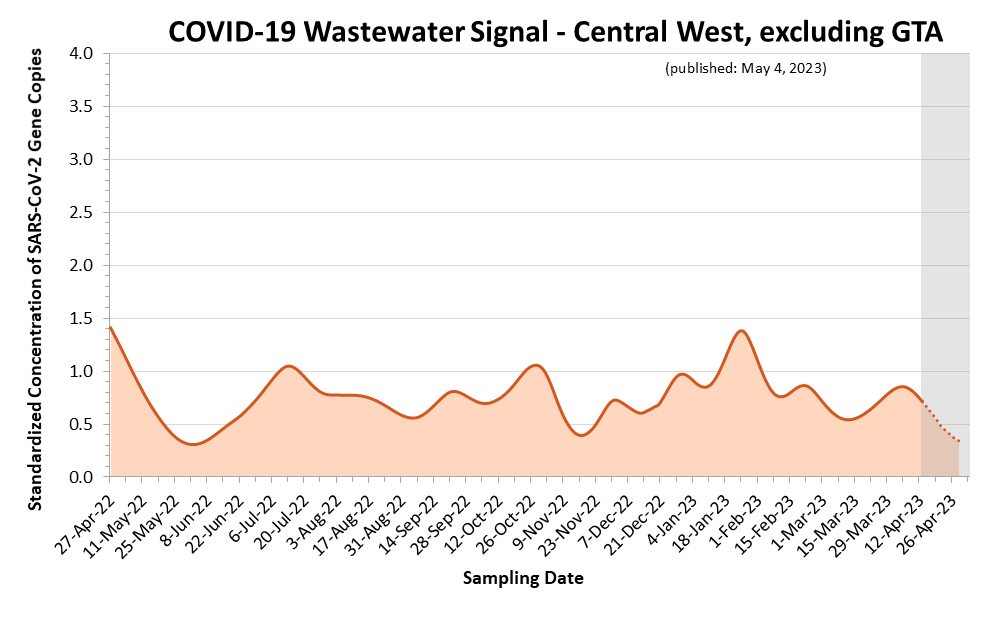 COVID-19 Wastewater Signal - Central West, excluding GTA
(published: May 4, 2023)
Standardized Concentration of SARS-CoV-2 Gene Copies
4.0
3.5
3.0
2.5
2.0
1.5
1.0
0.5
0.0
27-Apr-22
11-May-22
25-May-22
8-Jun-22
22-Jun-22
6-Jul-22
20-Jul-22
3-Aug-22
17-Aug-22
31-Aug-22
14-Sep-22
28-Sep-22
12-Oct-22
26-Oct-22
9-Nov-22
23-Nov-22
7-Dec-22
21-Dec-22
4-Jan-23
18-Jan-23
1-Feb-23
15-Feb-23
1-Mar-23
15-Mar-23
29-Mar-23
12-Apr-23
26-Apr-23
Sampling Date